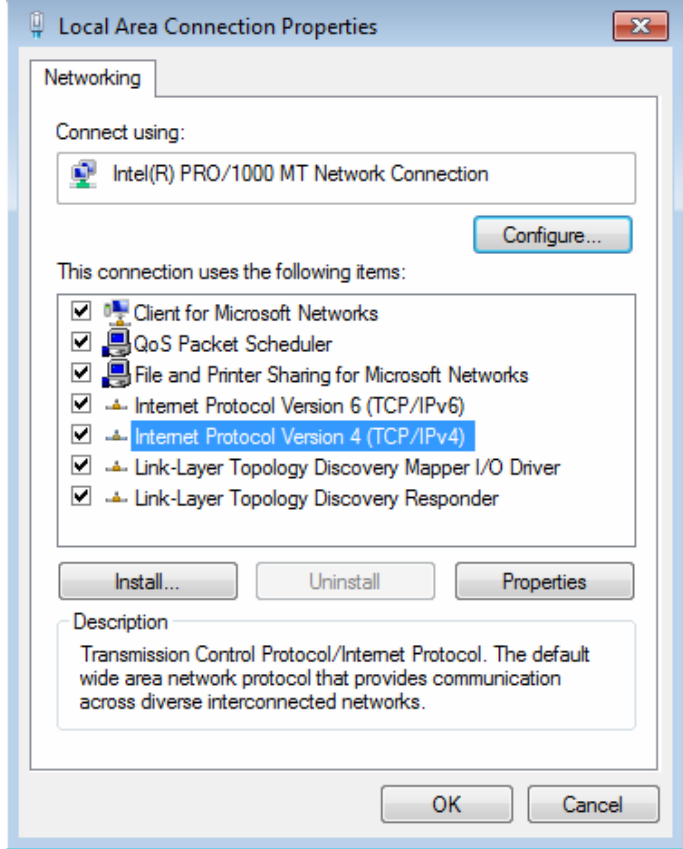 Local Area Connection Properties
Networking
Connect using:
Intel(R) PRO/1000 MT Network Connection
Configure...
This connection uses the following items:
Client for Microsoft Networks
QoS Packet Scheduler
File and Printer Sharing for Microsoft Networks
Internet Protocol Version 6 (TCP/IPv6)
Internet Protocol Version 4 (TCP/IPv4)
Link-Layer Topology Discovery Mapper I/O Driver
Link-Layer Topology Discovery Responder
Install... Uninstall Properties
Description
Transmission Control Protocol/Internet Protocol. The default
wide area network protocol that provides communication
across diverse interconnected networks.
OK Cancel